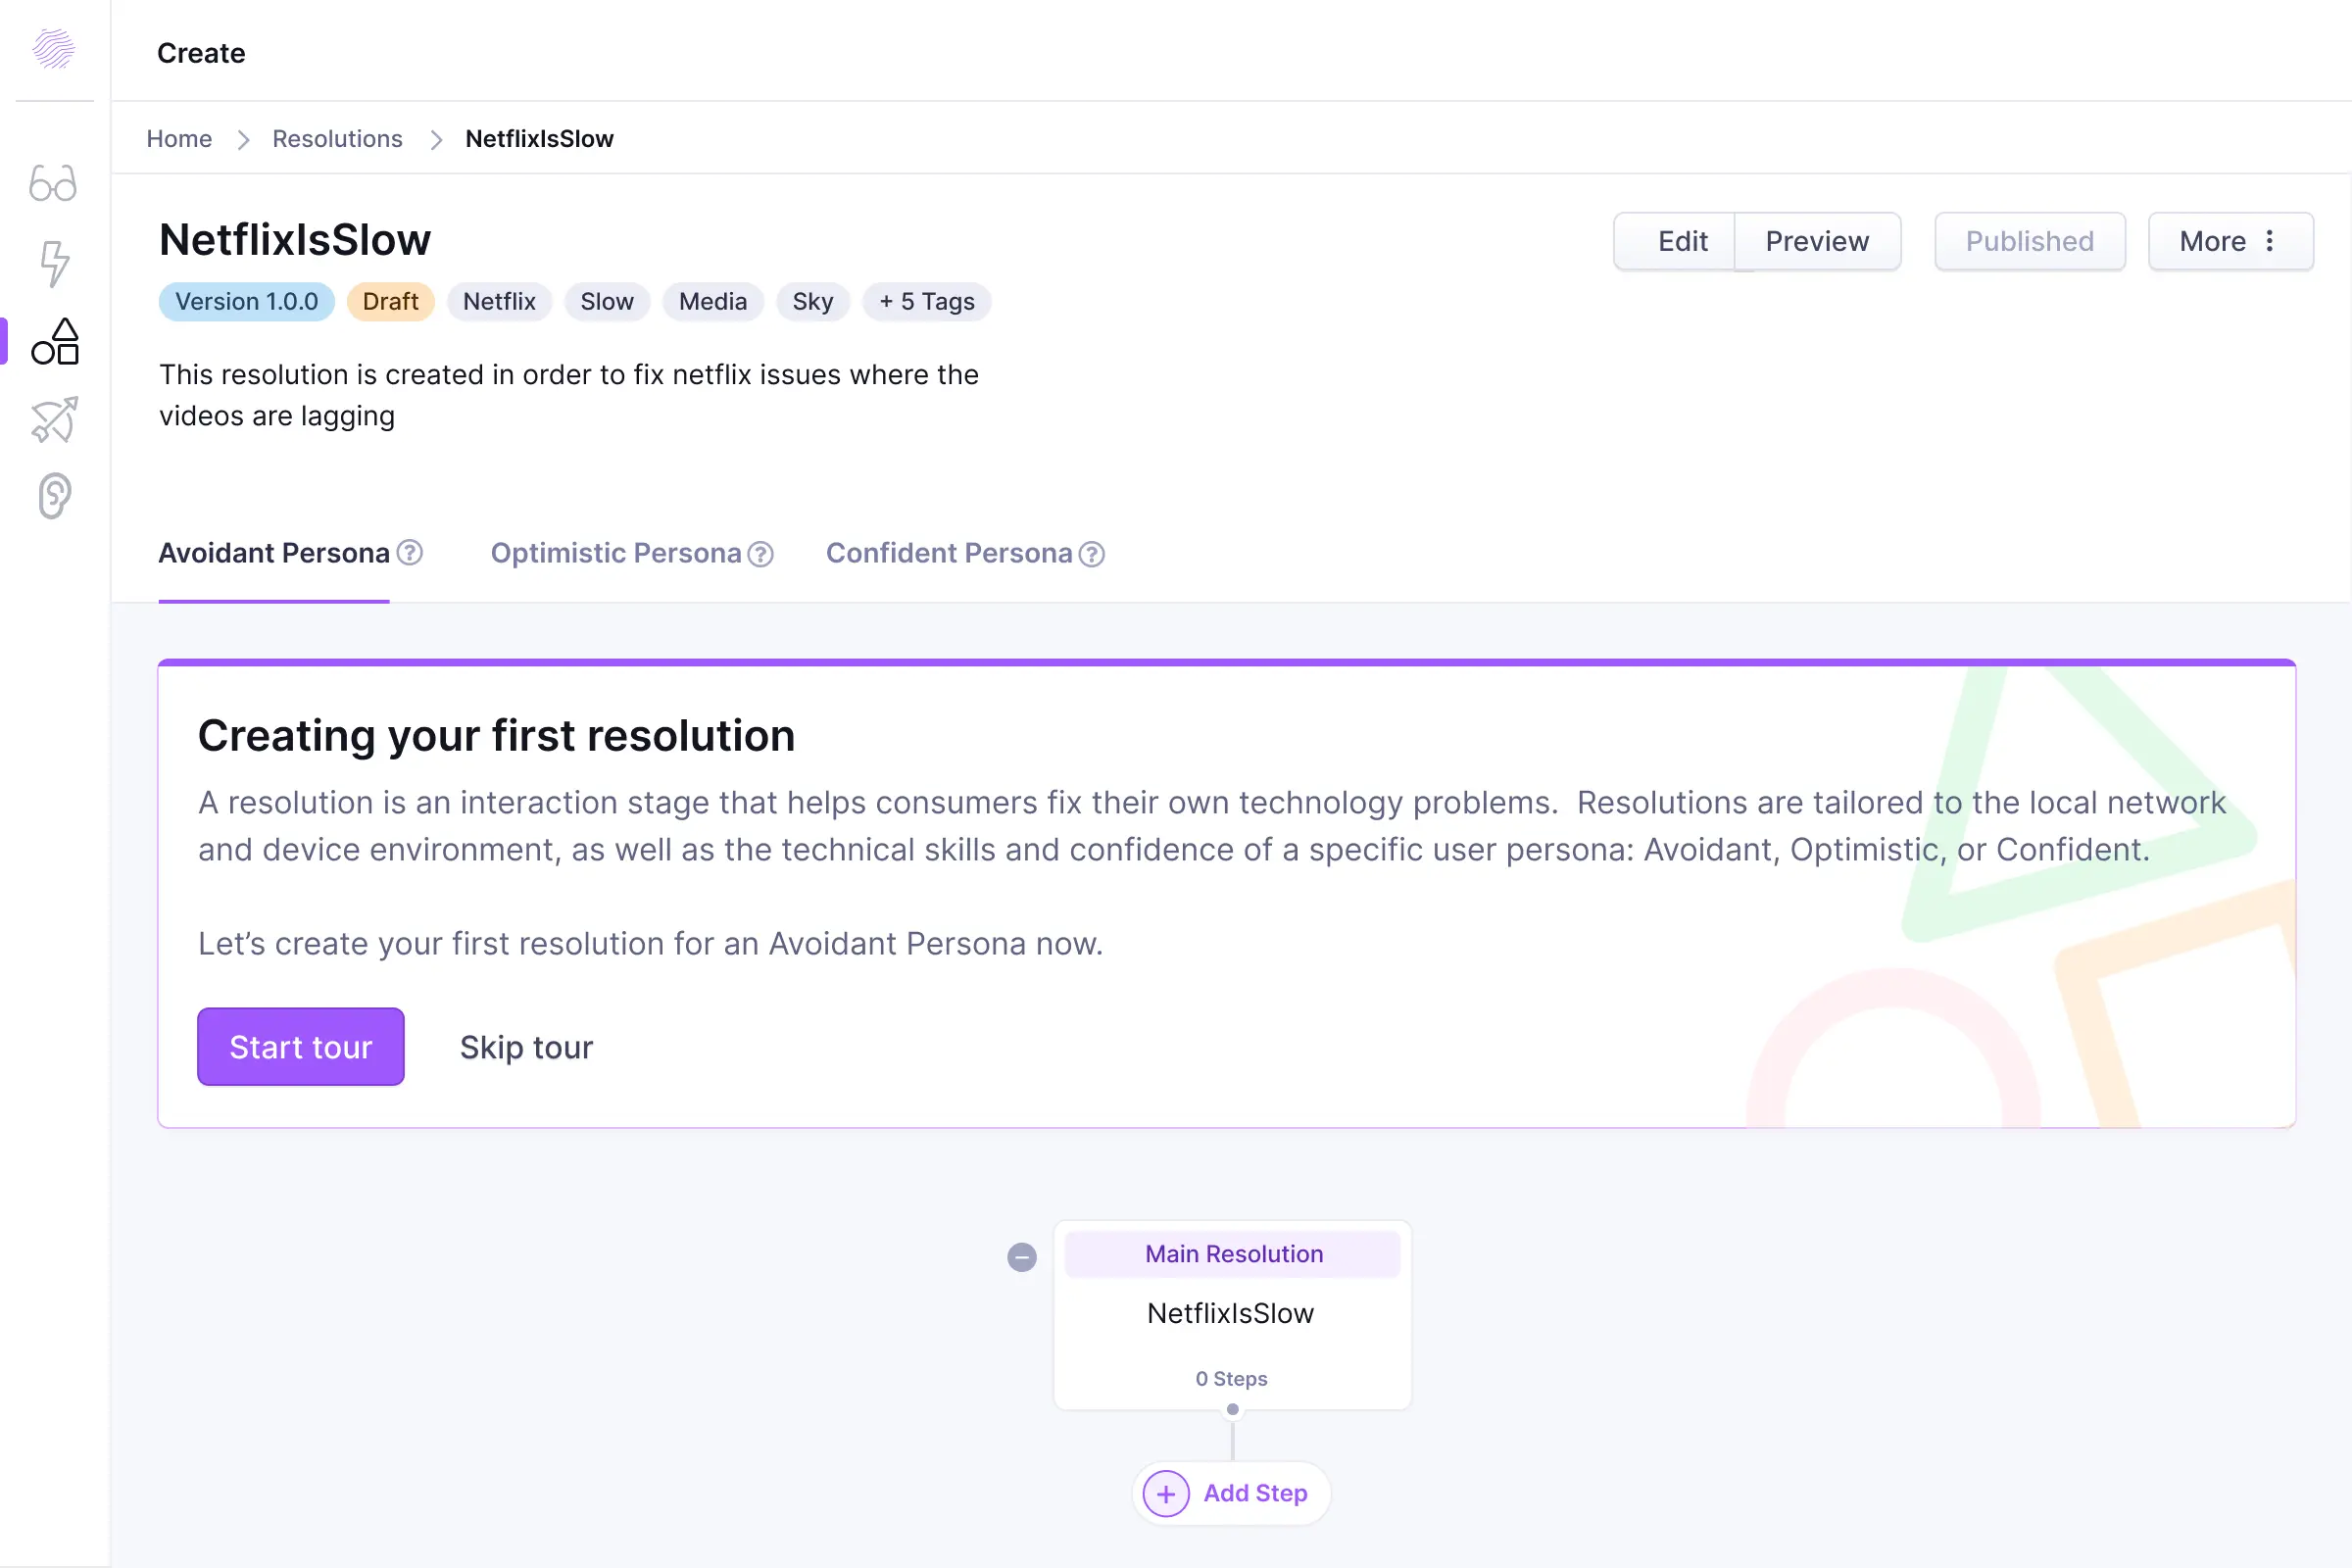 Create
Home Resolutions NetflixIsSlow
NetflixIsSlow
Edit Preview Published More
Version 1.0.0 Draft Netflix Slow Media Sky + 5 Tags
This resolution is created in order to fix netflix issues where the
videos are lagging
Avoidant Persona ? Optimistic Persona ? Confident Persona ?
Creating your first resolution
A resolution is an interaction stage that helps consumers fix their own technology problems.  Resolutions are tailored to the local network
and device environment, as well as the technical skills and confidence of a specific user persona: Avoidant, Optimistic, or Confident.
Let’s create your first resolution for an Avoidant Persona now.
Start tour Skip tour
Main Resolution
NetflixIsSlow
0 Steps
Add Step